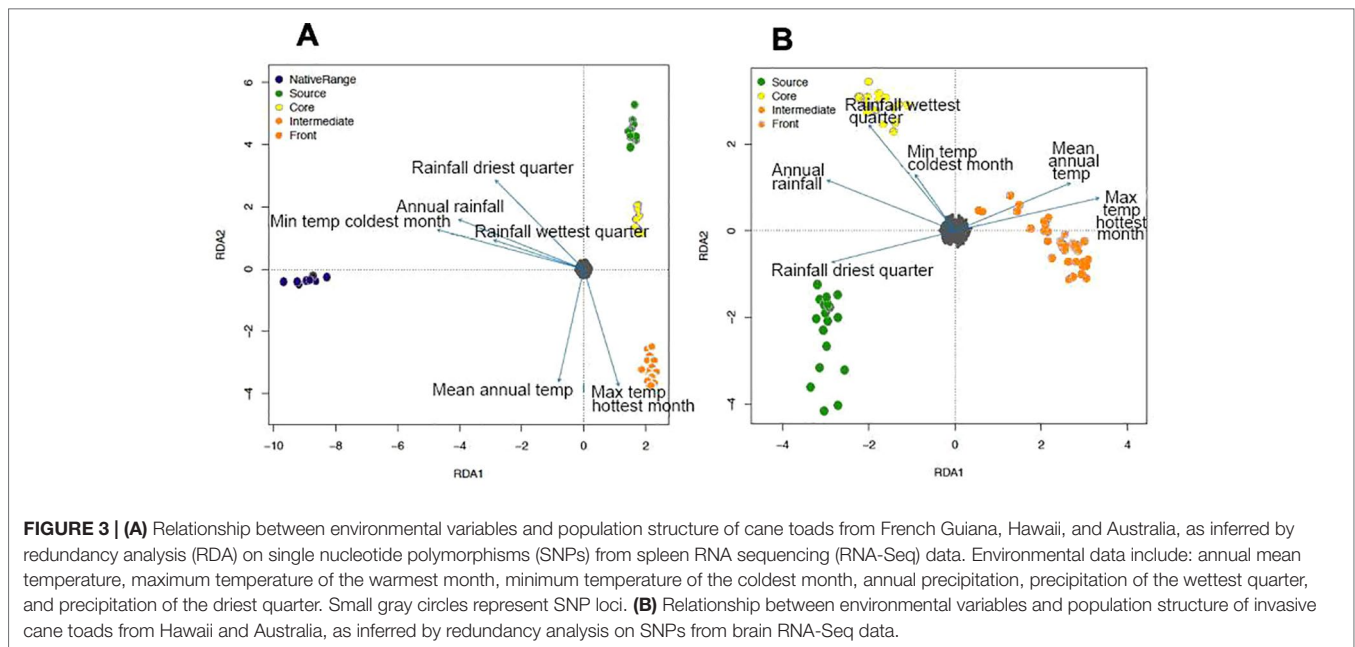 A
NativeRange
Source
Core
Intermediate
Front
6
4
2
0
−2
−4
RDA2
Rainfall driest quarter
Annual rainfall
Min temp coldest month
Rainfall wettest quarter
Mean annual temp
Max temp
hottest month
−10
−8
−6
−4
−2
0
2
RDA1
B
Source
Core
Intermediate
Front
2
0
−2
−4
RDA2
Rainfall wettest
quarter
Min temp
coldest month
Annual
rainfall
Mean
annual
temp
Max
temp
hottest
month
Rainfall driest quarter
−4
−2
0
2
4
RDA1
FIGURE 3 | (A) Relationship between environmental variables and population structure of cane toads from French Guiana, Hawaii, and Australia, as inferred by
redundancy analysis (RDA) on single nucleotide polymorphisms (SNPs) from spleen RNA sequencing (RNA-Seq) data. Environmental data include: annual mean
temperature, maximum temperature of the warmest month, minimum temperature of the coldest month, annual precipitation, precipitation of the wettest quarter,
and precipitation of the driest quarter. Small gray circles represent SNP loci. (B) Relationship between environmental variables and population structure of invasive
cane toads from Hawaii and Australia, as inferred by redundancy analysis on SNPs from brain RNA-Seq data.